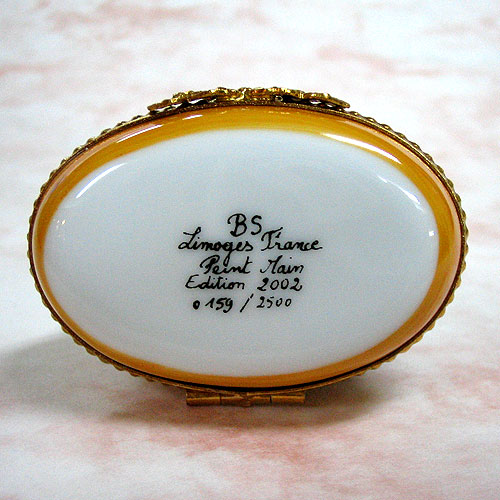 BS
Limoges France
Peint Main
Edition 2002
0159/2500